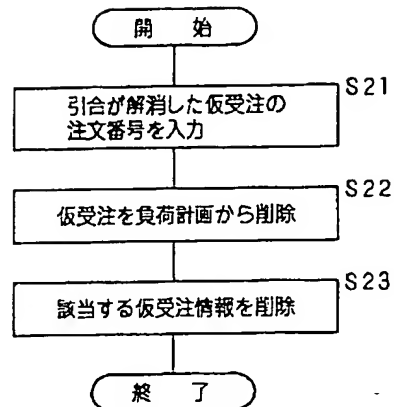 開 始
S21
引合が解消した仮受注の
注文番号を入力
S22
仮受注を負荷計画から削除
S23
該当する仮受注情報を削除
終 了